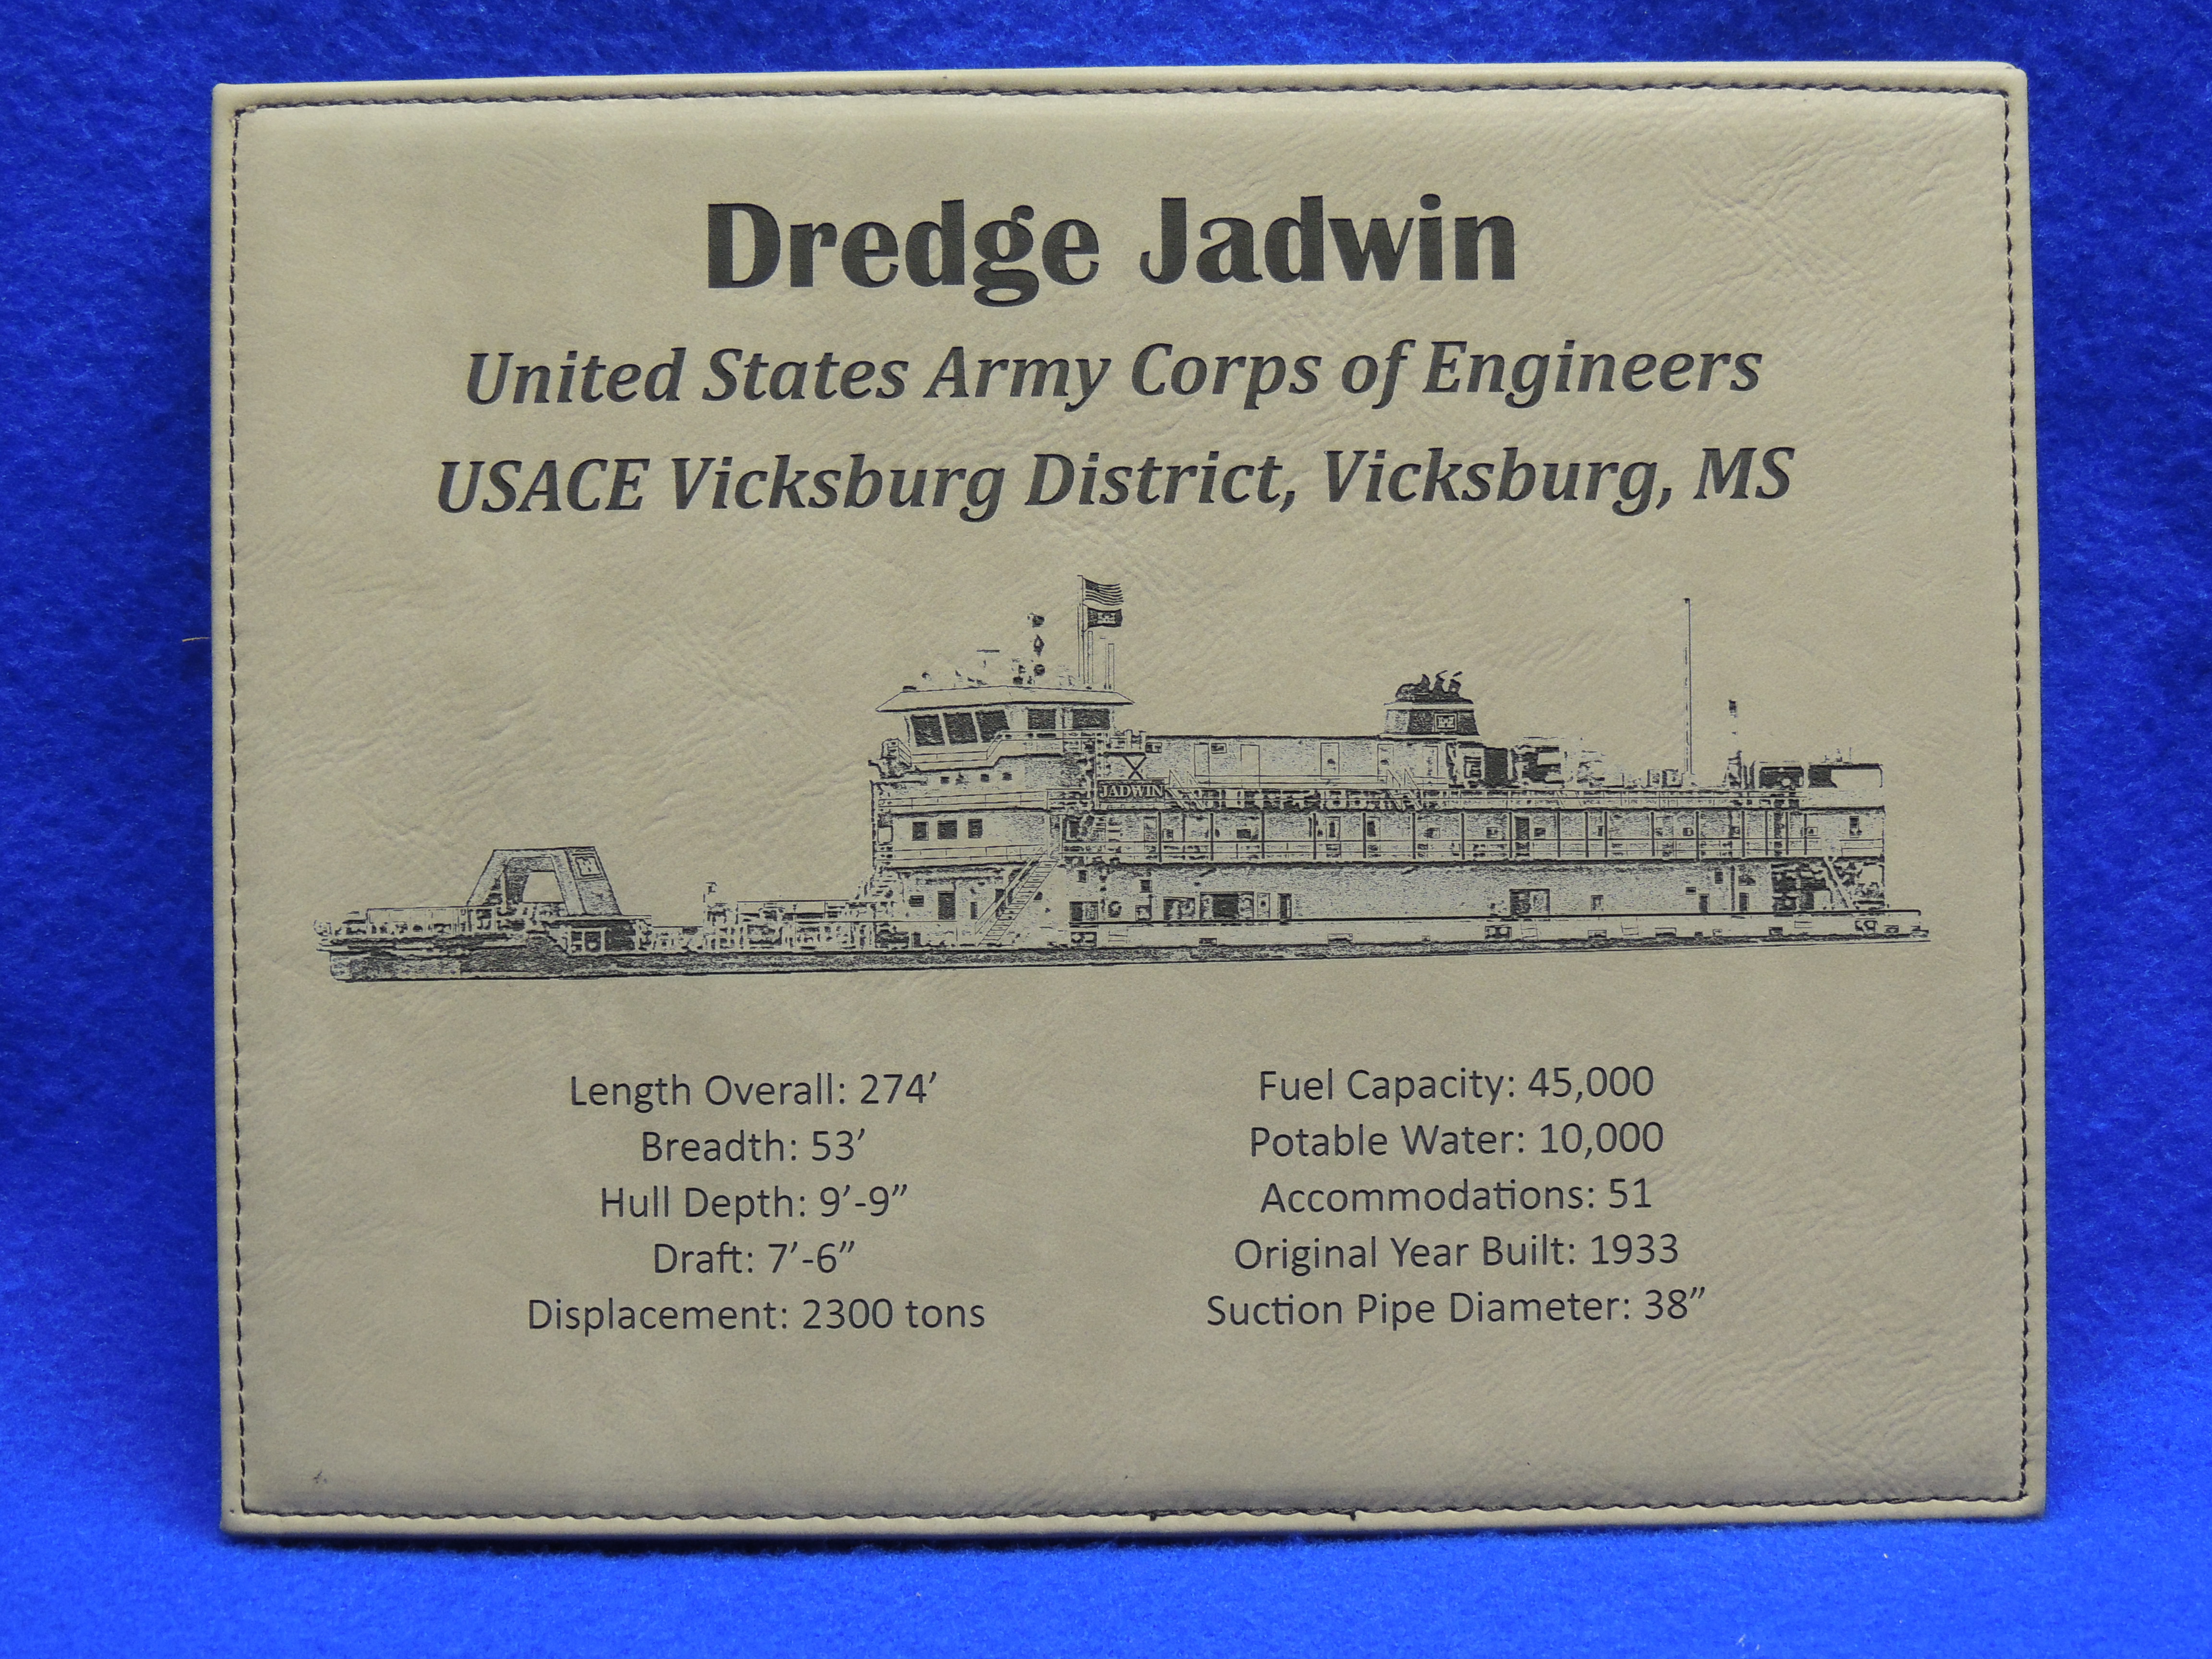 Dredge Jadwin
United States Army Corps of Engineers
USACE Vicksburg District, Vicksburg, MS
JADWIN
Length Overall: 274’
Breadth: 53’
Hull Depth: 9’-9”
Draft: 7’-6”
Displacement: 2300 tons
Fuel Capacity: 45,000
Potable Water: 10,000
Accommodations: 51
Original Year Built: 1933
Suction Pipe Diameter: 38”